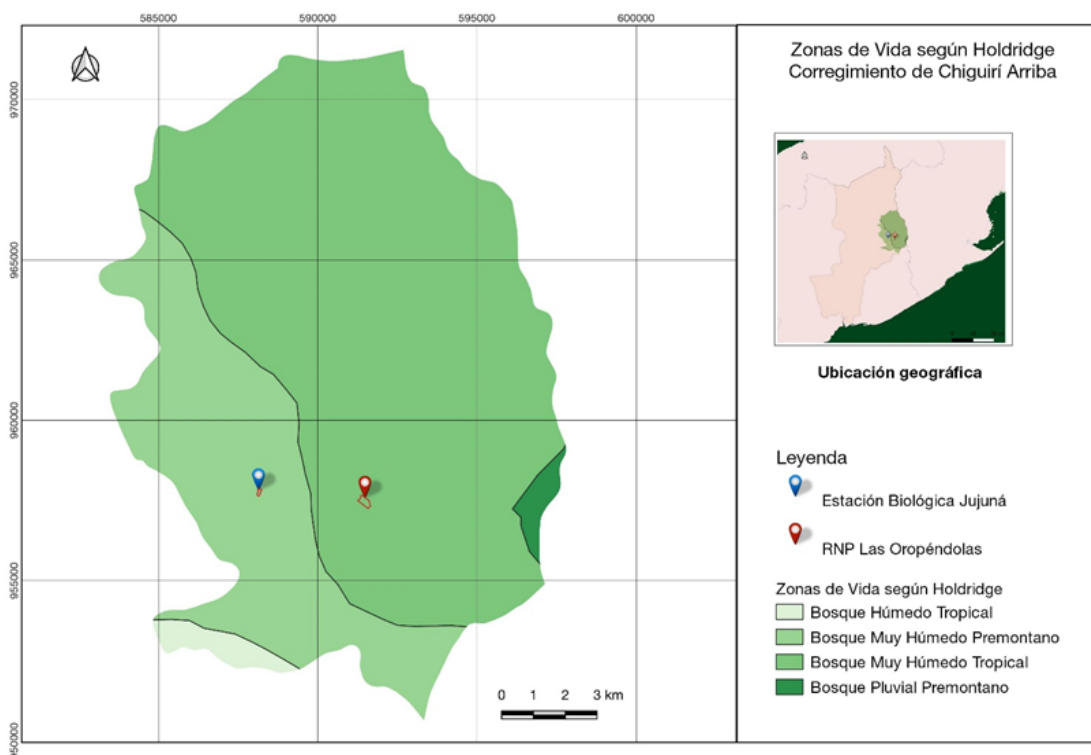 585000
590000
595000
600000
970000
965000
960000
955000
950000
0 1 2 3 km
Zonas de Vida según Holdridge
Corregimiento de Chiguirí Arriba
Ubicación geográfica
Leyenda
Estación Biológica Jujuná
RNP Las Oropéndolas
Zonas de Vida según Holdridge
Bosque Húmedo Tropical
Bosque Muy Húmedo Premontano
Bosque Muy Húmedo Tropical
Bosque Pluvial Premontano